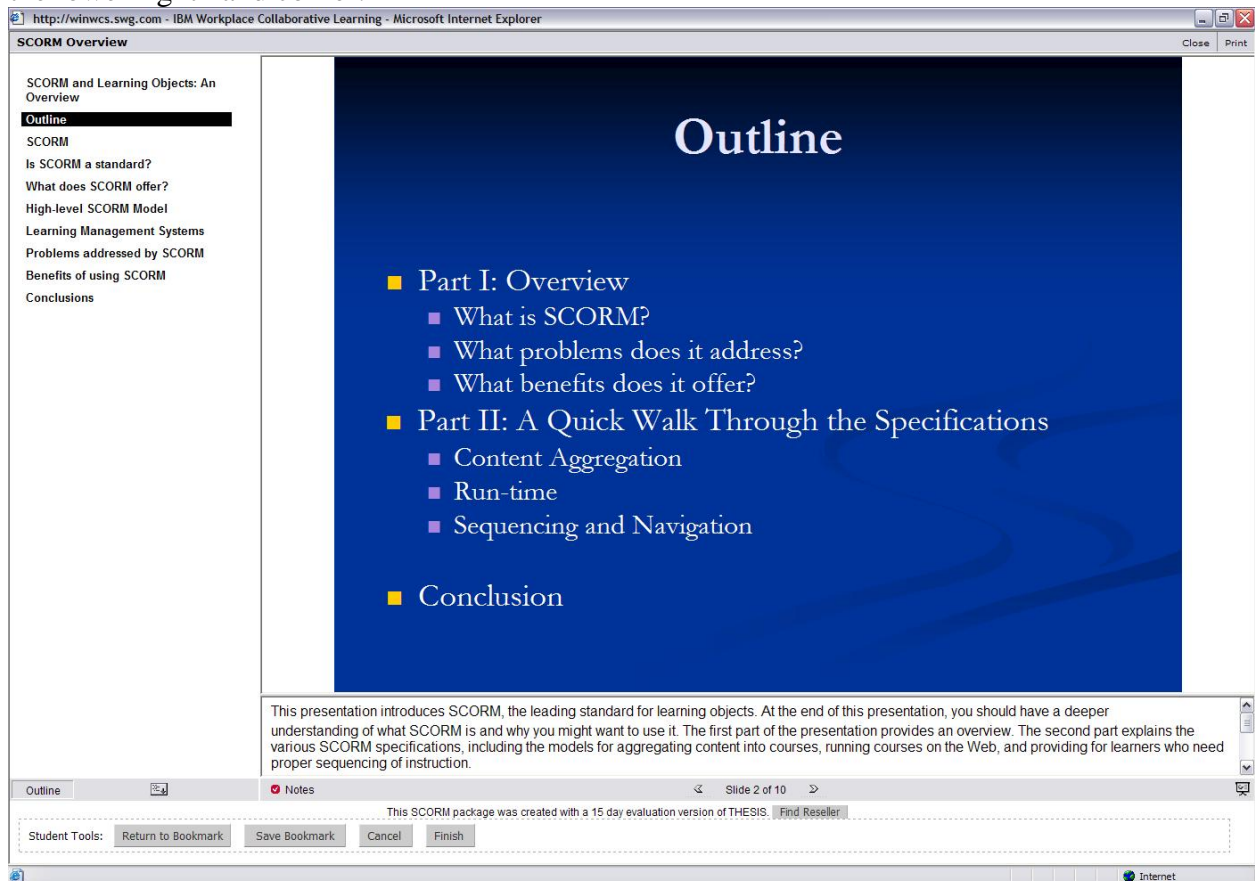 http://winwcs.swg.com - IBM Workplace Collaborative Learning - Microsoft Internet Explorer
SCORM Overview
Close Print
SCORM and Learning Objects: An
Overview
Outline
SCORM
Is SCORM a standard?
What does SCORM offer?
High-level SCORM Model
Learning Management Systems
Problems addressed by SCORM
Benefits of using SCORM
Conclusions
Outline
Part I: Overview
What is SCORM?
What problems does it address?
What benefits does it offer?
Part II: A Quick Walk Through the Specifications
Content Aggregation
Run-time
Sequencing and Navigation
Conclusion
This presentation introduces SCORM, the leading standard for learning objects. At the end of this presentation, you should have a deeper
understanding of what SCORM is and why you might want to use it. The first part of the presentation provides an overview. The second part explains the
various SCORM specifications, including the models for aggregating content into courses, running courses on the Web, and providing for learners who need
proper sequencing of instruction.
Outline
Notes
Slide 2 of 10
This SCORM package was created with a 15 day evaluation version of THESIS. Find Reseller
Student Tools: Return to Bookmark Save Bookmark Cancel Finish
Internet